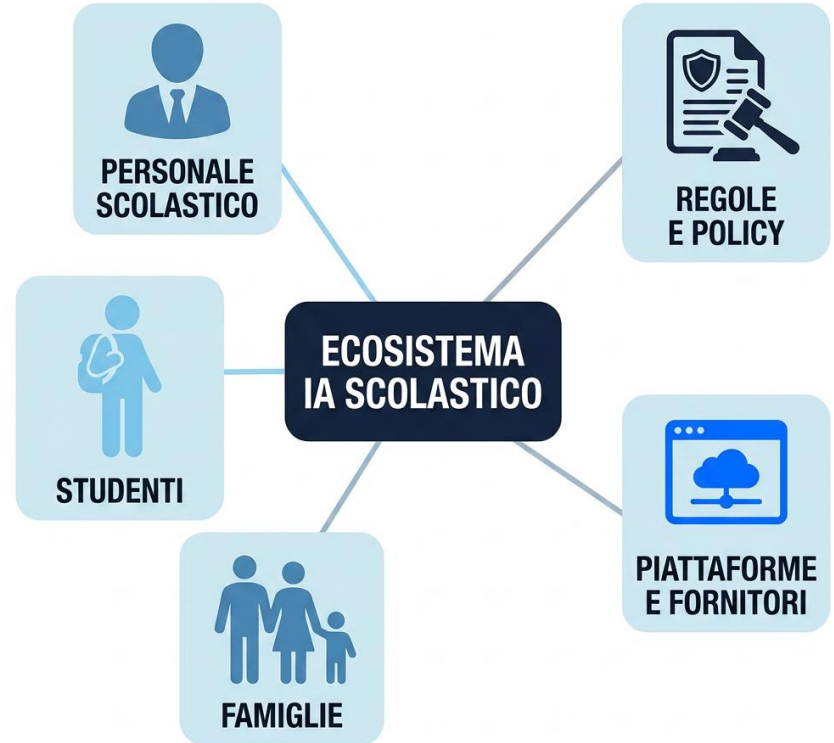 PERSONALE
SCOLASTICO
REGOLE
E POLICY
ECOSISTEMA
IA SCOLASTICO
STUDENTI
PIATTAFORME
E FORNITORI
FAMIGLIE